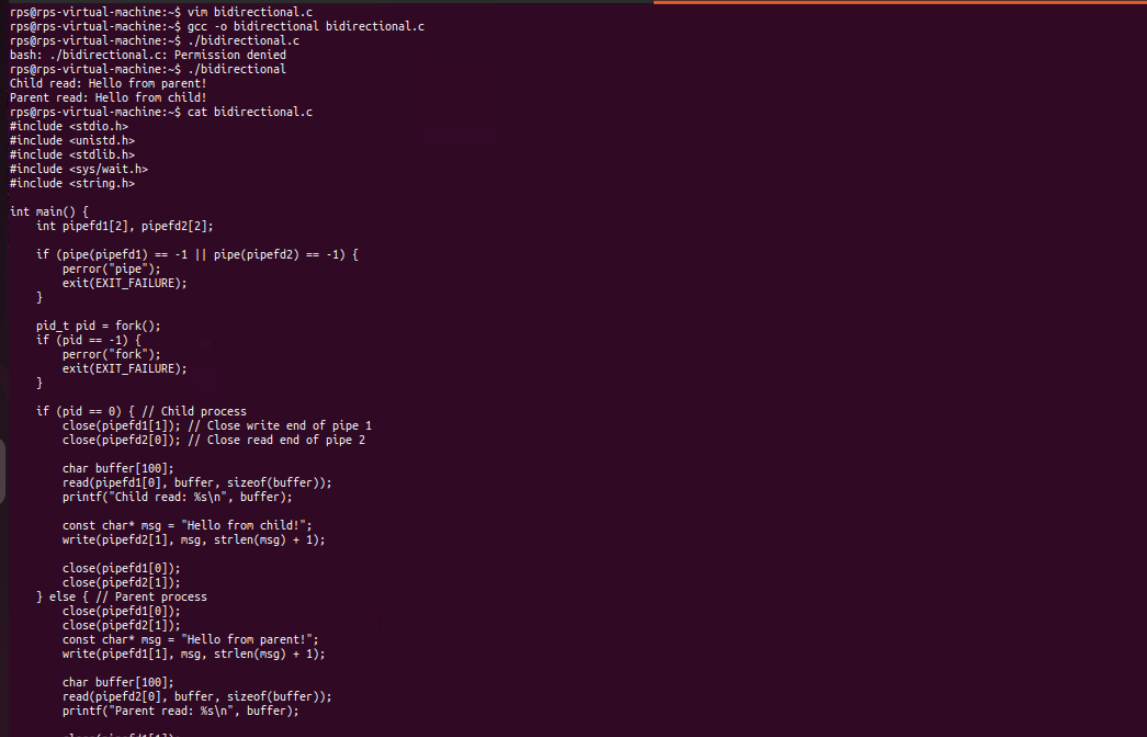 rps@rps-virtual-machine:~$ vim bidirectional.c
rps@rps-virtual-machine:~$ gcc -o bidirectional bidirectional.c
rps@rps-virtual-machine:~$ ./bidirectional.c
bash: ./bidirectional.c: Permission denied
rps@rps-virtual-machine:~$ ./bidirectional
Child read: Hello from parent!
Parent read: Hello from child!
rps@rps-virtual-machine:~$ cat bidirectional.c
#include <stdio.h>
#include <unistd.h>
#include <stdlib.h>
#include <sys/wait.h>
#include <string.h>

int main() {
    int pipefd1[2], pipefd2[2];

    if (pipe(pipefd1) == -1 || pipe(pipefd2) == -1) {
        perror("pipe");
        exit(EXIT_FAILURE);
    }

    pid_t pid = fork();
    if (pid == -1) {
        perror("fork");
        exit(EXIT_FAILURE);
    }

    if (pid == 0) { // Child process
        close(pipefd1[1]); // Close write end of pipe 1
        close(pipefd2[0]); // Close read end of pipe 2

        char buffer[100];
        read(pipefd1[0], buffer, sizeof(buffer));
        printf("Child read: %s\n", buffer);

        const char* msg = "Hello from child!";
        write(pipefd2[1], msg, strlen(msg) + 1);

        close(pipefd1[0]);
        close(pipefd2[1]);
    } else { // Parent process
        close(pipefd1[0]);
        close(pipefd2[1]);
        const char* msg = "Hello from parent!";
        write(pipefd1[1], msg, strlen(msg) + 1);

        char buffer[100];
        read(pipefd2[0], buffer, sizeof(buffer));
        printf("Parent read: %s\n", buffer);